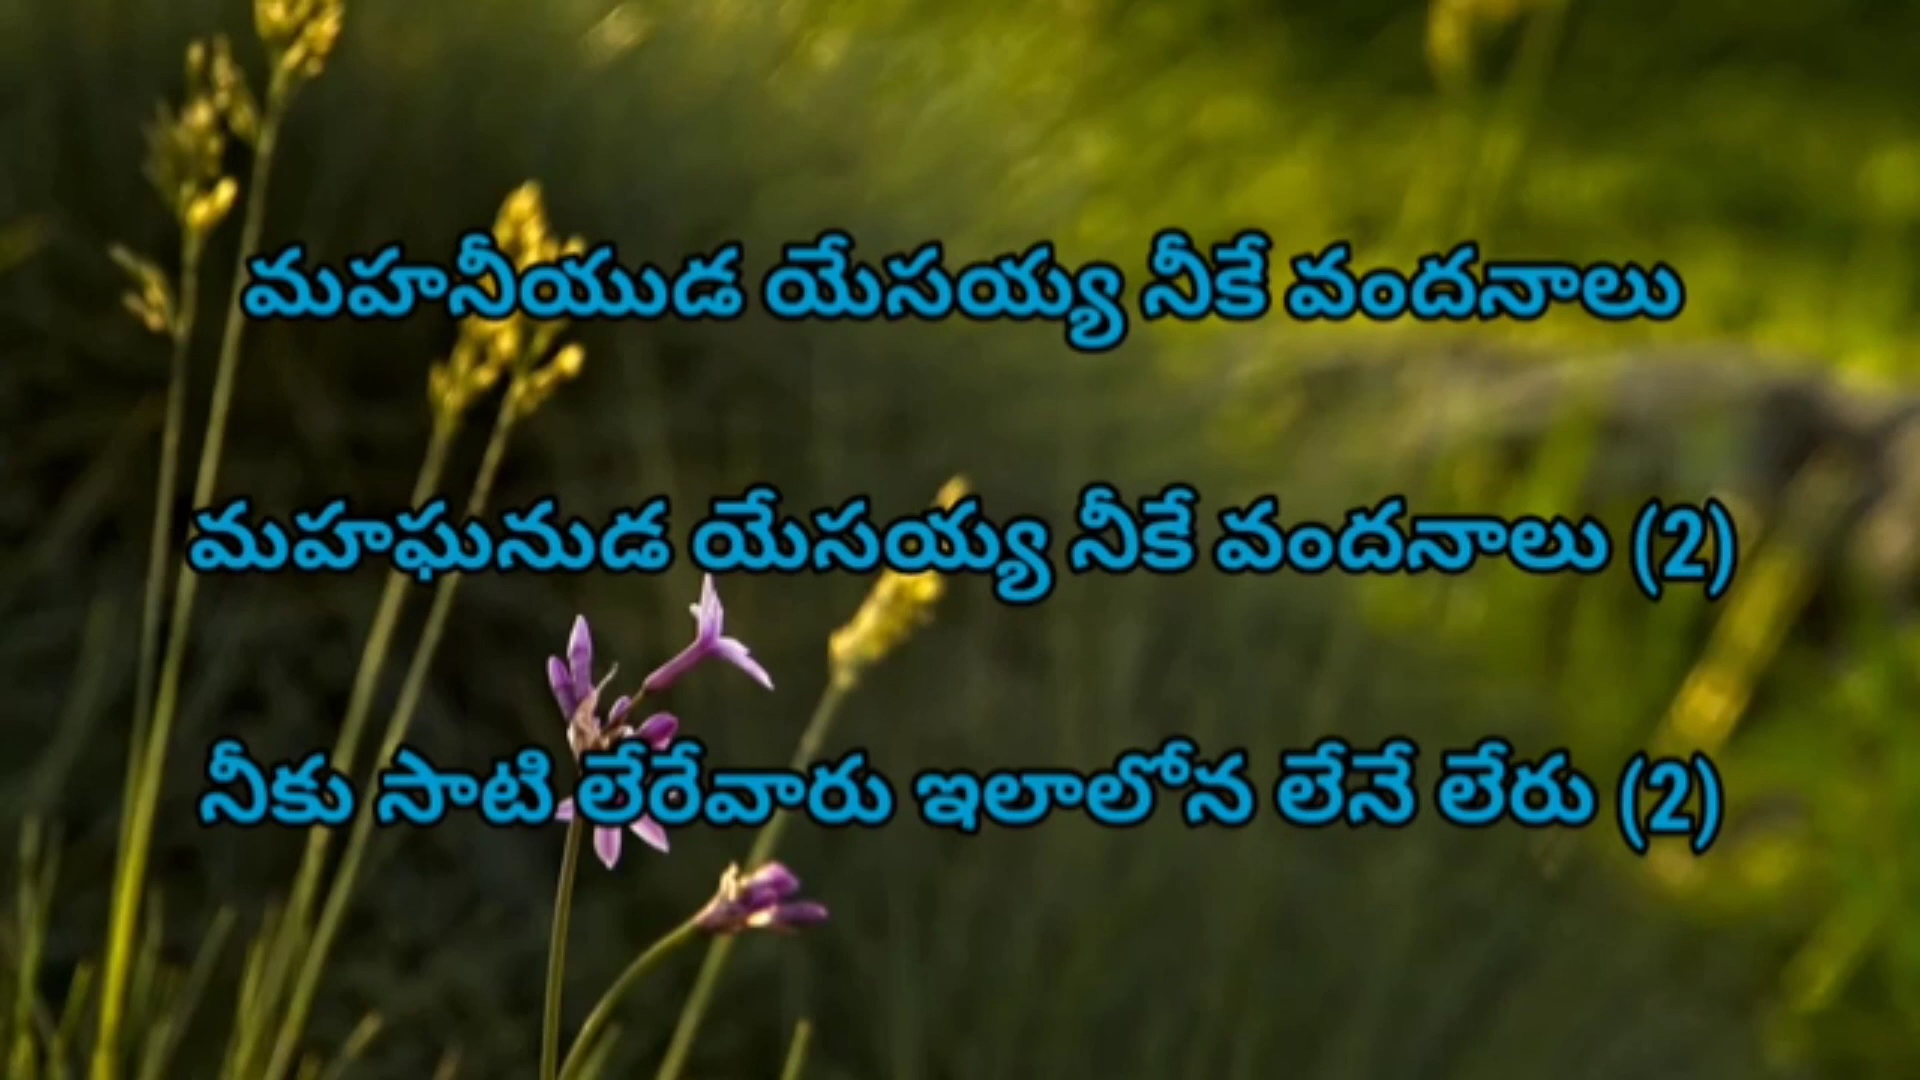 మహనీయుడ యేసయ్య నీకే వందనాలు
మహఘనుడ యేసయ్య నీకే వందనాలు (2)
నీకు సాటి లేరేవారు ఇలాలోన లేనే లేరు (2)